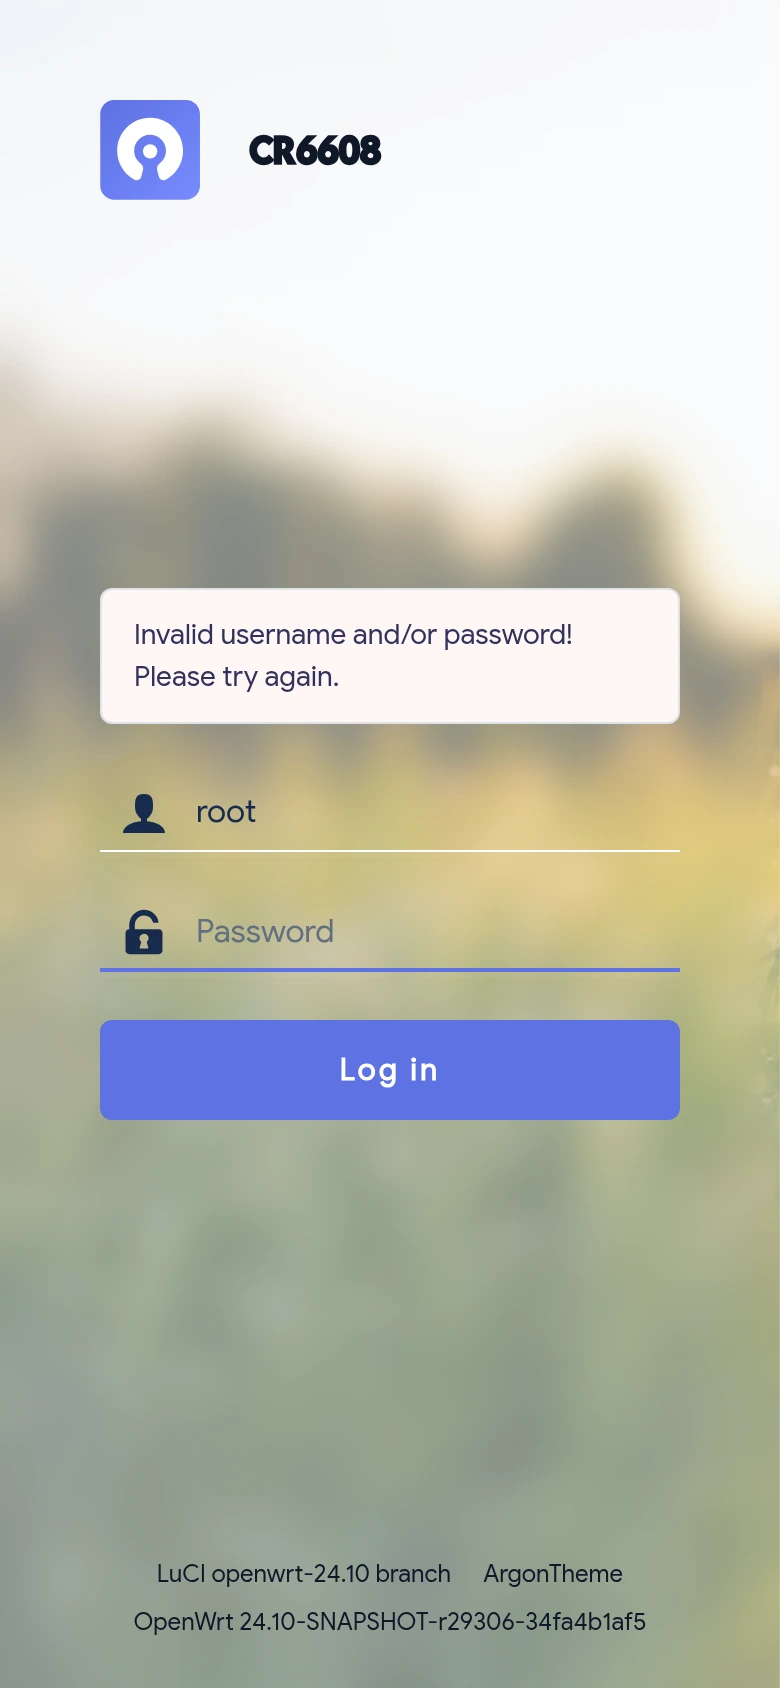 CR6608
Invalid username and/or password!
Please try again.
root
Password
Log in
LuCI openwrt-24.10 branch ArgonTheme
OpenWrt 24.10-SNAPSHOT-r29306-34fa4b1af5